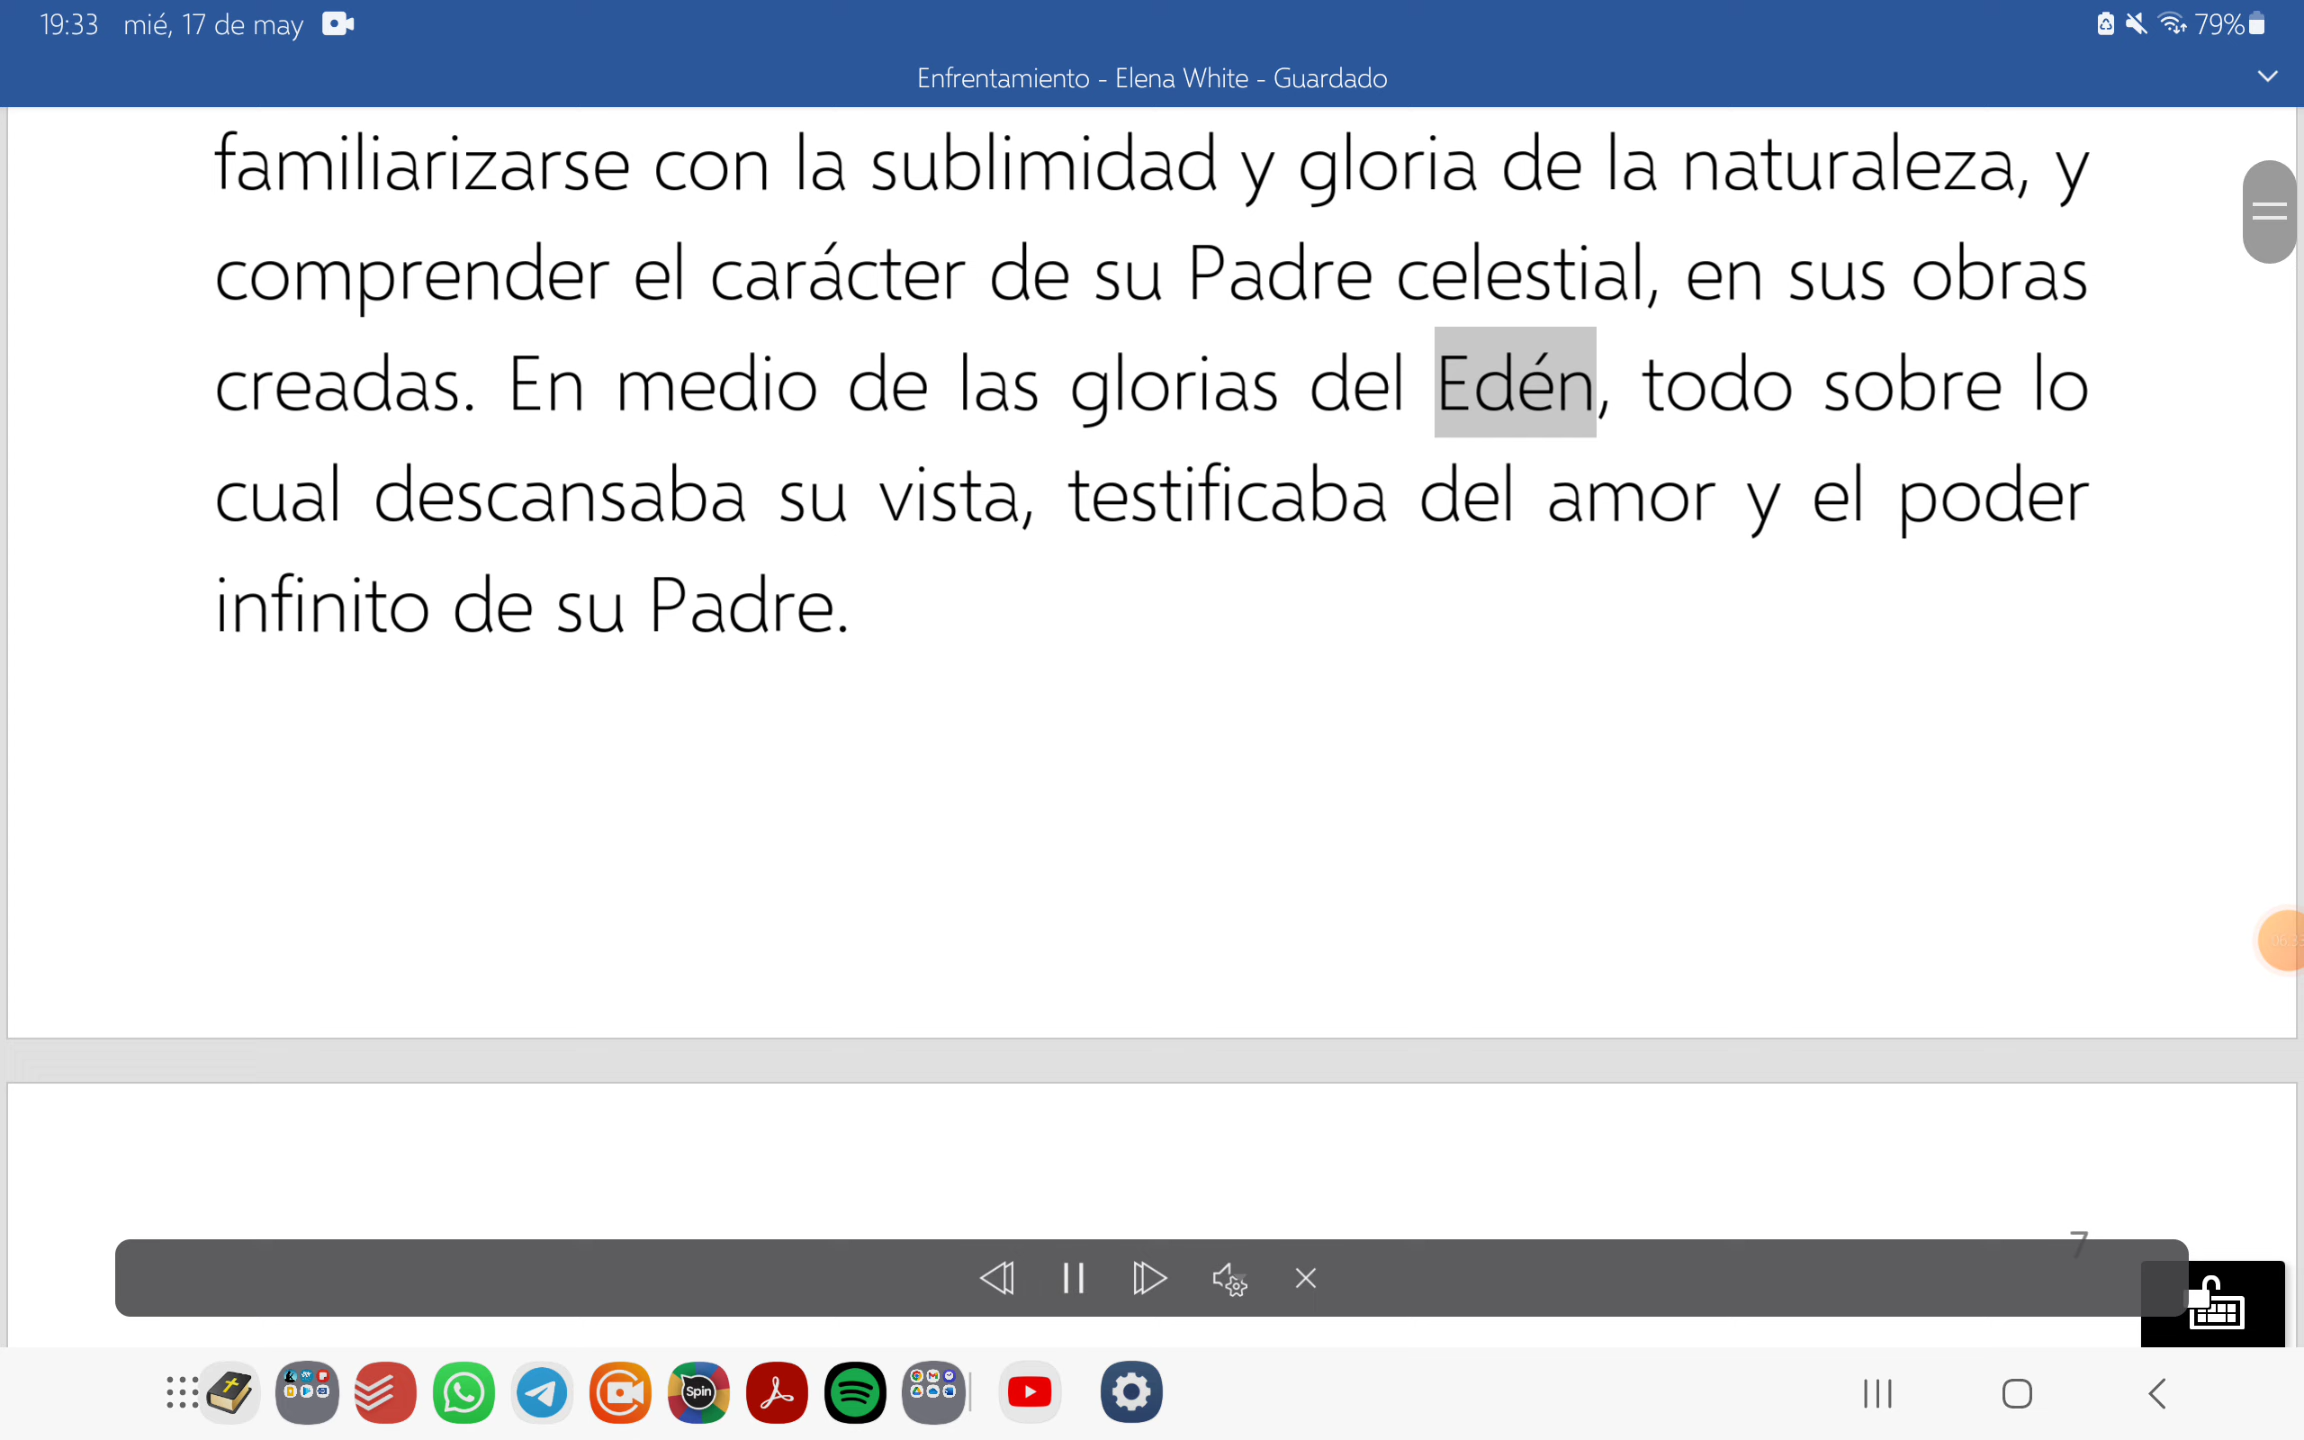 19:33 mié, 17 de may 79%
Enfrentamiento - Elena White - Guardado
familiarizarse con la sublimidad y gloria de la naturaleza, y
comprender el carácter de su Padre celestial, en sus obras
creadas. En medio de las glorias del Edén, todo sobre lo
cual descansaba su vista, testificaba del amor y el poder
infinito de su Padre.
7
Spin